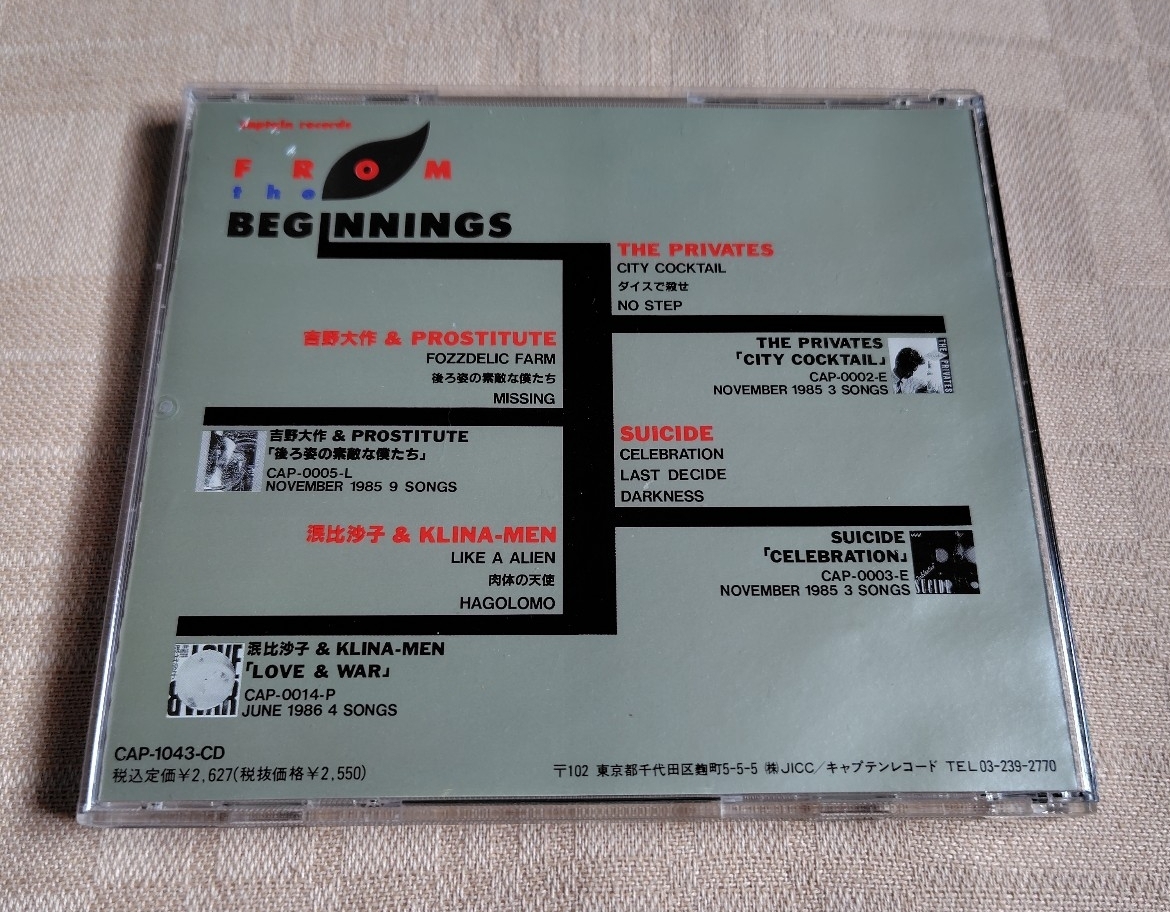 captain records
FROM
the
BEGINNINGS
THE PRIVATES
CITY COCKTAIL
ダイスで殺せ
NO STEP
THE PRIVATES
「CITY COCKTAIL」
CAP-0002-E
NOVEMBER 1985 3 SONGS
THE PRIVATES
吉野大作 & PROSTITUTE
FOZZDELIC FARM
後ろ姿の素敵な僕たち
MISSING
吉野大作 & PROSTITUTE
「後ろ姿の素敵な僕たち」
CAP-0005-L
NOVEMBER 1985 9 SONGS
SUICIDE
CELEBRATION
LAST DECIDE
DARKNESS
SUICIDE
「CELEBRATION」
CAP-0003-E
NOVEMBER 1985 3 SONGS
SUICIDE
泯比沙子 & KLINA-MEN
LIKE A ALIEN
肉体の天使
HAGOLOMO
泯比沙子 & KLINA-MEN
「LOVE & WAR」
CAP-0014-P
JUNE 1986 4 SONGS
CAP-1043-CD
税込定価¥2,627(税抜価格¥2,550)
〒102 東京都千代田区麹町5-5-5 ㈱JICC/キャプテンレコード TEL 03-239-2770